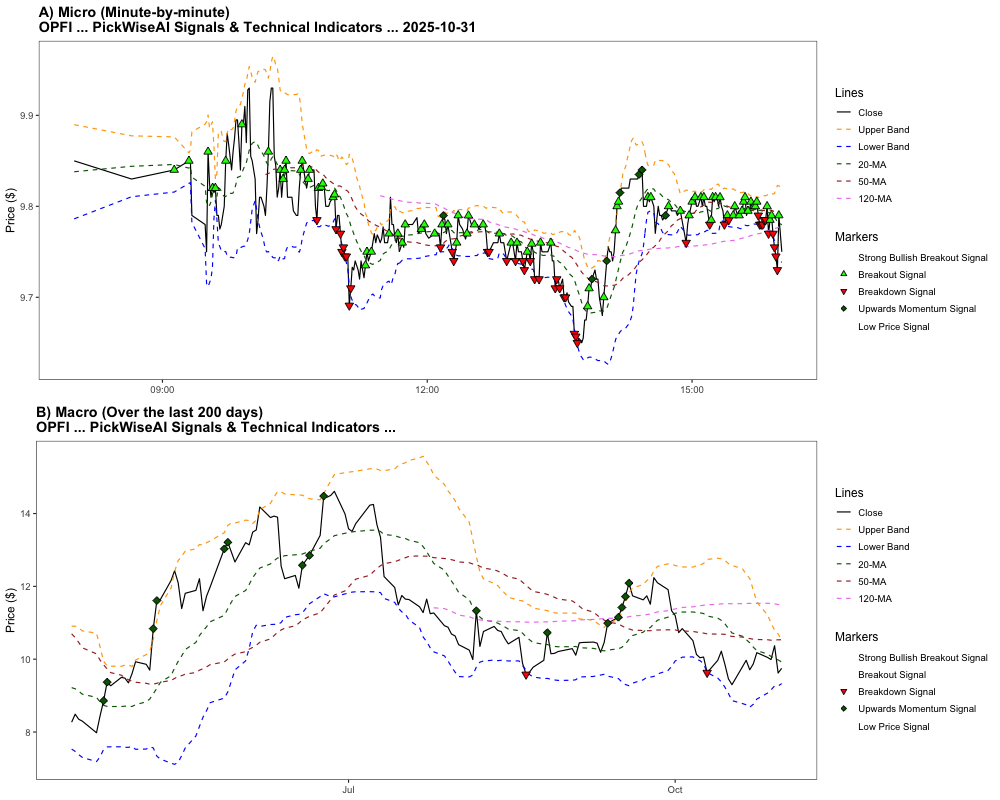 A) Micro (Minute-by-minute)
OPFI ... PickWiseAI Signals & Technical Indicators ... 2025-10-31
Price ($)
9.9
9.8
9.7
09:00
12:00
15:00
Lines
Close
Upper Band
Lower Band
20-MA
50-MA
120-MA
Markers
Strong Bullish Breakout Signal
Breakout Signal
Breakdown Signal
Upwards Momentum Signal
Low Price Signal
B) Macro (Over the last 200 days)
OPFI ... PickWiseAI Signals & Technical Indicators ...
Price ($)
14
12
10
8
Jul
Oct
Lines
Close
Upper Band
Lower Band
20-MA
50-MA
120-MA
Markers
Strong Bullish Breakout Signal
Breakout Signal
Breakdown Signal
Upwards Momentum Signal
Low Price Signal